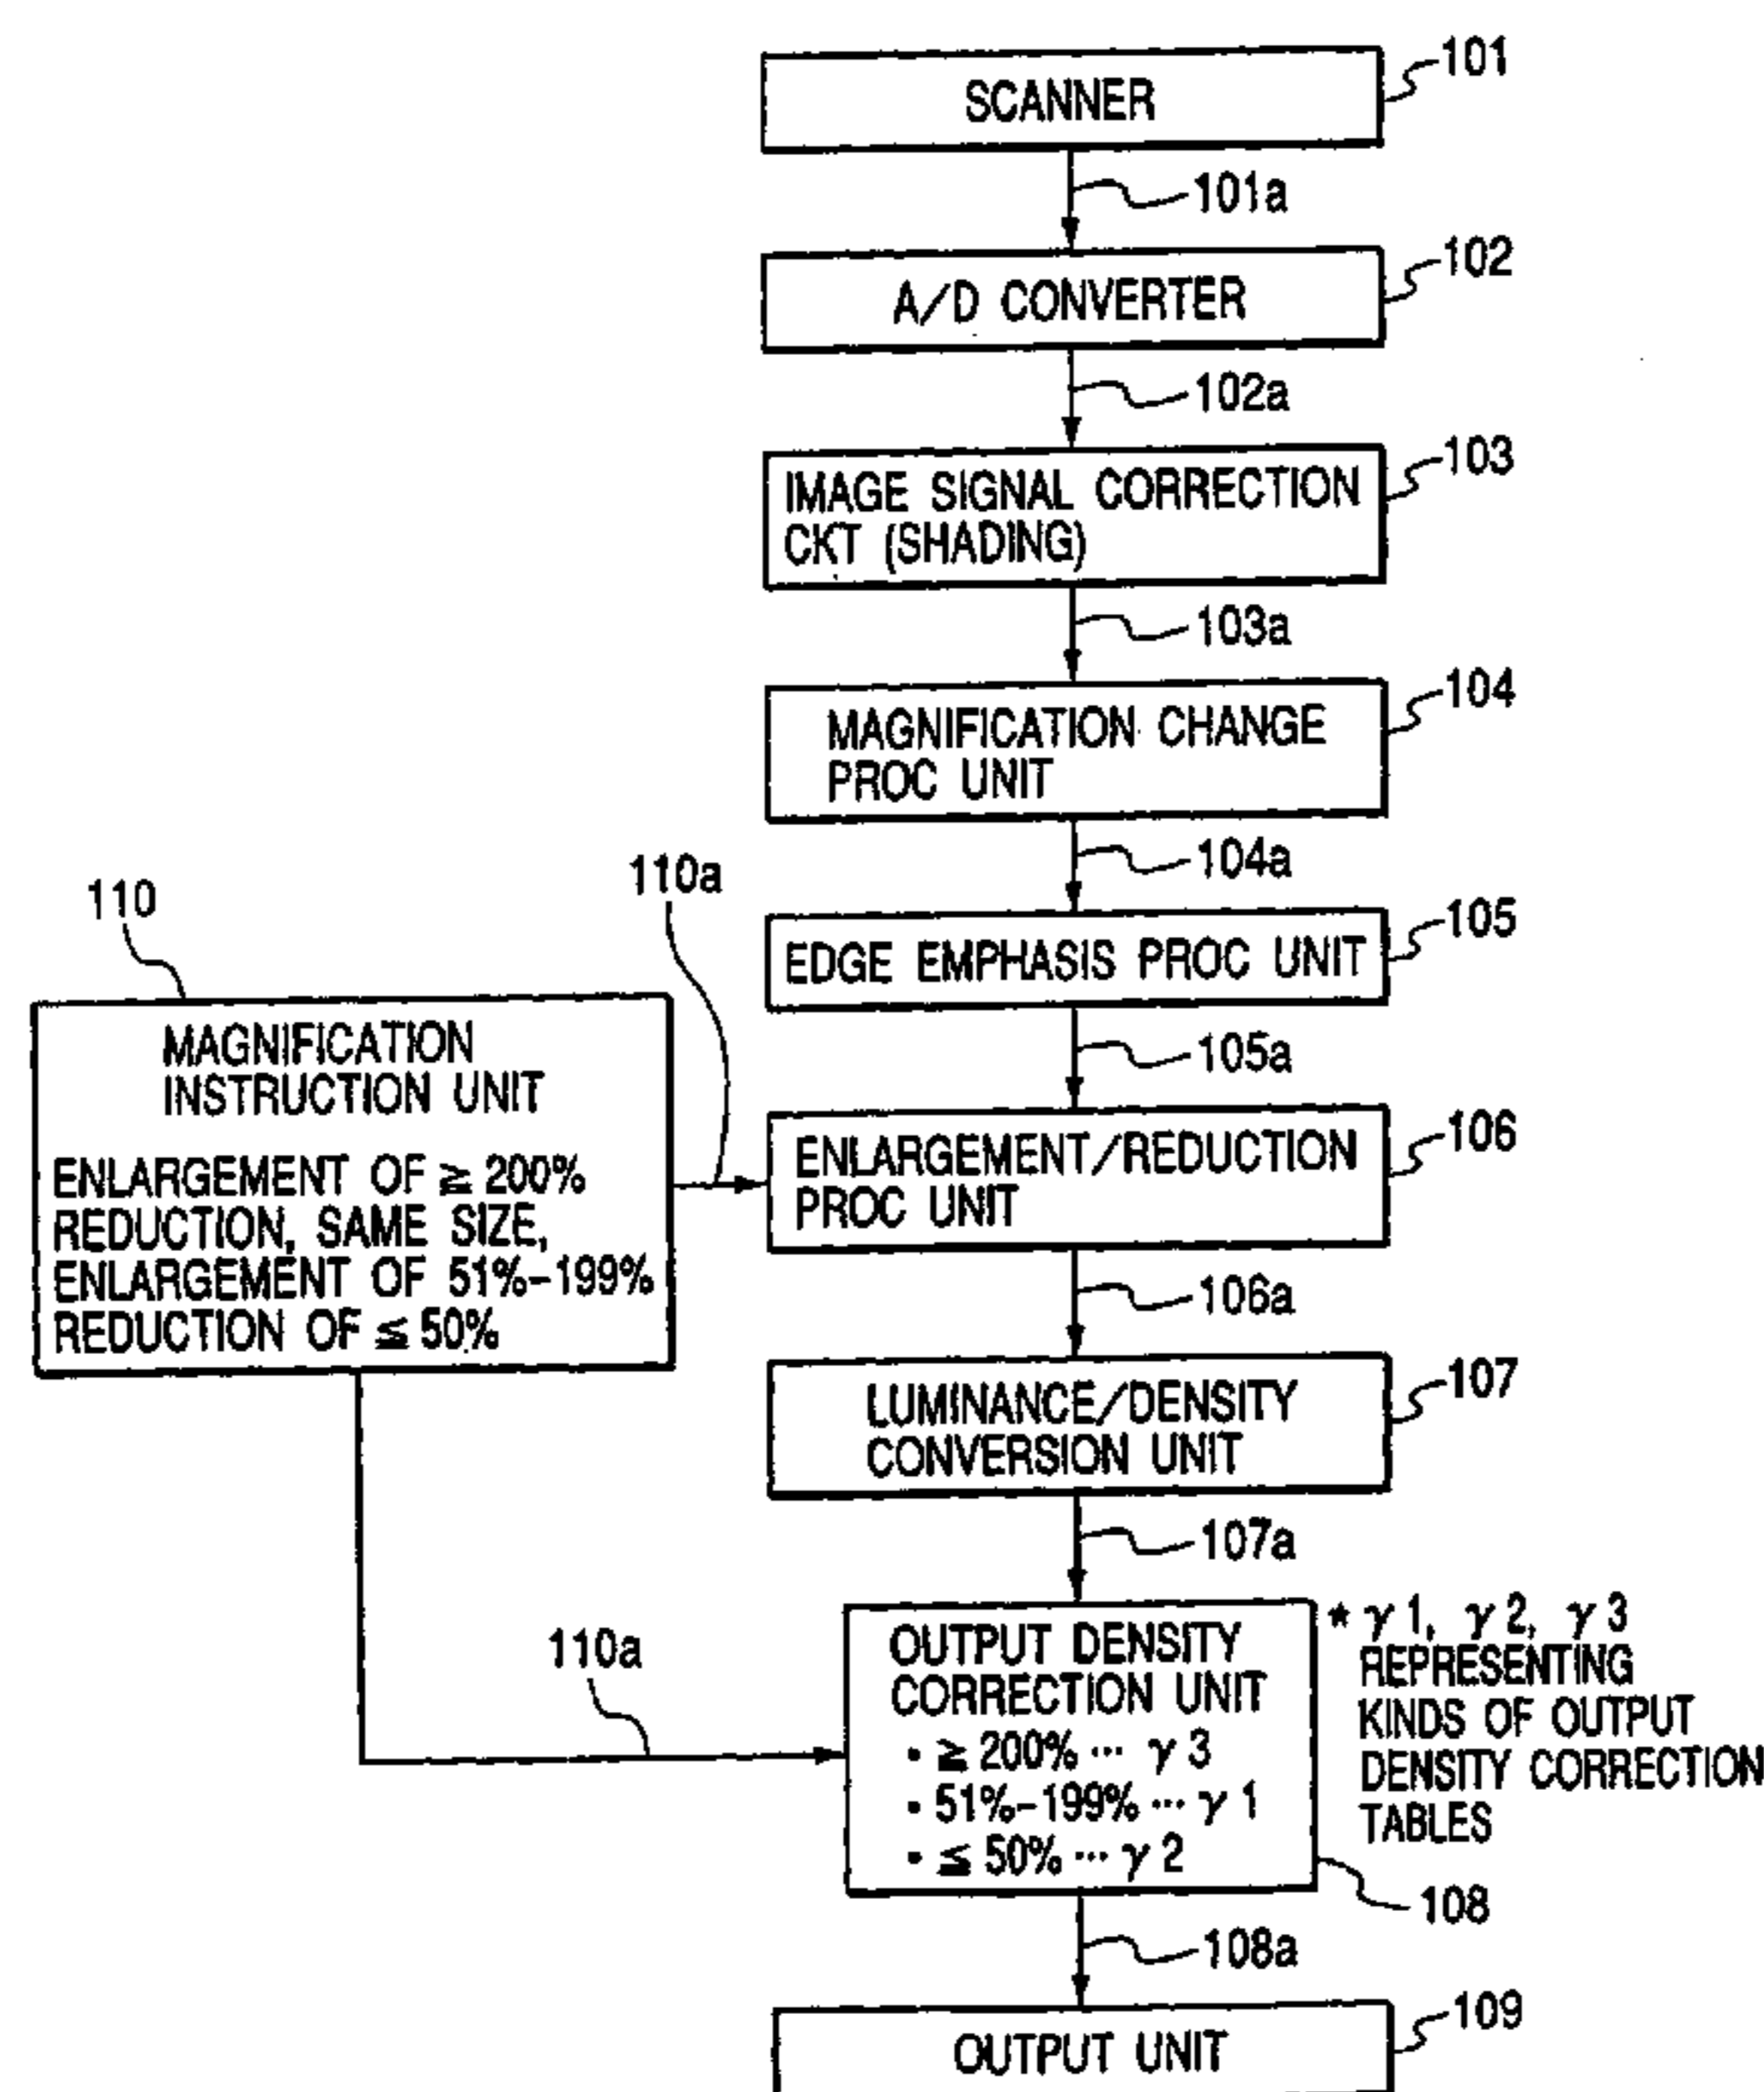 101
SCANNER
101a
102
A/D CONVERTER
102a
103
IMAGE SIGNAL CORRECTION
CKT (SHADING)
103a
104
MAGNIFICATION CHANGE
PROC UNIT
104a
105
EDGE EMPHASIS PROC UNIT
105a
110
110a
MAGNIFICATION
INSTRUCTION UNIT
ENLARGEMENT OF ≧ 200%
REDUCTION, SAME SIZE,
ENLARGEMENT OF 51%-199%
REDUCTION OF ≦ 50%
106
ENLARGEMENT/REDUCTION
PROC UNIT
106a
107
LUMINANCE/DENSITY
CONVERSION UNIT
107a
110a
OUTPUT DENSITY
CORRECTION UNIT
• ≧ 200% ··· γ 3
• 51%-199% ··· γ 1
• ≦ 50% ··· γ 2
* γ 1, γ 2, γ 3
REPRESENTING
KINDS OF OUTPUT
DENSITY CORRECTION
TABLES
108
108a
109
OUTPUT UNIT